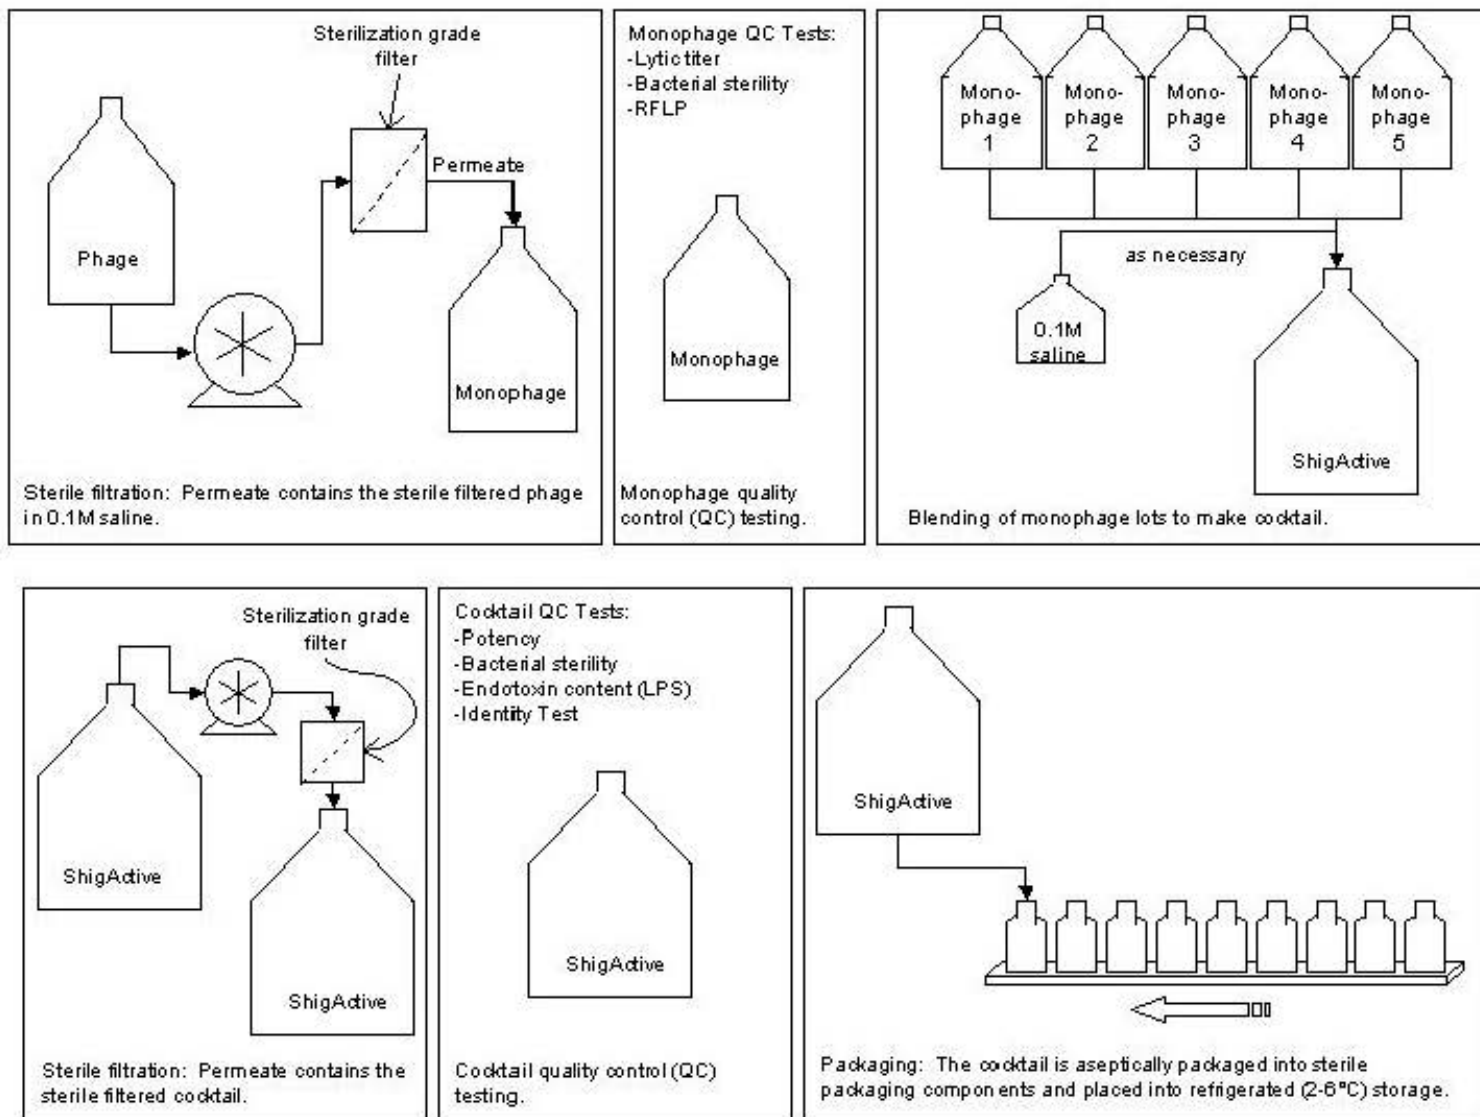 Sterilization grade
filter
Permeate
Phage
Monophage
Sterile filtration: Permeate contains the sterile filtered phage
in 0.1M saline.
Monophage QC Tests:
-Lytic titer
-Bacterial sterility
-RFLP
Monophage
Monophage quality
control (QC) testing.
Mono-
phage
1
Mono-
phage
2
Mono-
phage
3
Mono-
phage
4
Mono-
phage
5
as necessary
0.1M
saline
ShigActive
Blending of monophage lots to make cocktail.
Sterilization grade
filter
ShigActive
ShigActive
Sterile filtration: Permeate contains the
sterile filtered cocktail.
Cocktail QC Tests:
-Potency
-Bacterial sterility
-Endotoxin content (LPS)
-Identity Test
ShigActive
Cocktail quality control (QC)
testing.
ShigActive
Packaging: The cocktail is aseptically packaged into sterile
packaging components and placed into refrigerated (2-6°C) storage.